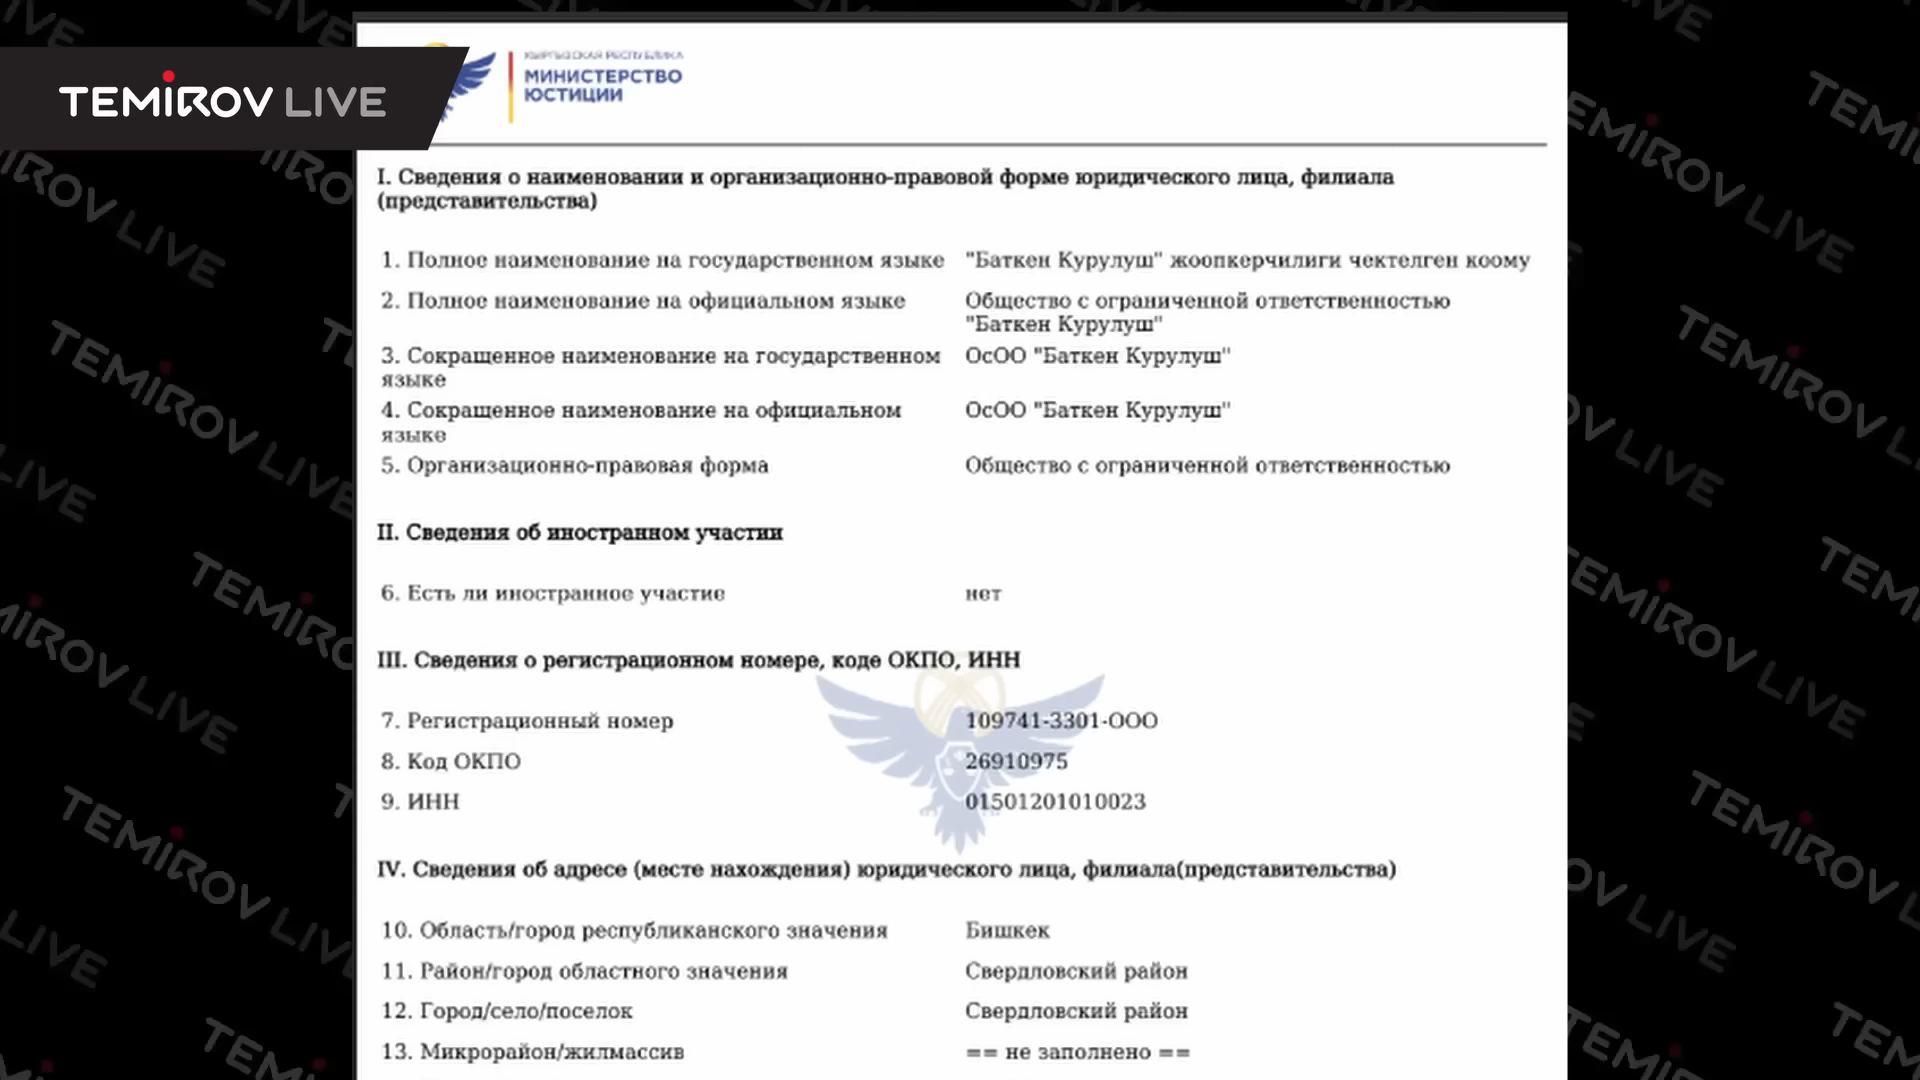 TEMIROV LIVE
КЫРГЫЗСКАЯ РЕСПУБЛИКА
МИНИСТЕРСТВО
ЮСТИЦИИ
I. Сведения о наименовании и организационно-правовой форме юридического лица, филиала
(представительства)
1. Полное наименование на государственном языке "Баткен Курулуш" жоопкерчилиги чектелген коому
2. Полное наименование на официальном языке Общество с ограниченной ответственностью
"Баткен Курулуш"
3. Сокращенное наименование на государственном ОсОО "Баткен Курулуш"
языке
4. Сокращенное наименование на официальном ОсОО "Баткен Курулуш"
языке
5. Организационно-правовая форма Общество с ограниченной ответственностью
II. Сведения об иностранном участии
6. Есть ли иностранное участие нет
III. Сведения о регистрационном номере, коде ОКПО, ИНН
7. Регистрационный номер 109741-3301-ООО
8. Код ОКПО 26910975
9. ИНН 01501201010023
IV. Сведения об адресе (месте нахождения) юридического лица, филиала(представительства)
10. Область/город республиканского значения Бишкек
11. Район/город областного значения Свердловский район
12. Город/село/поселок Свердловский район
13. Микрорайон/жилмассив == не заполнено ==